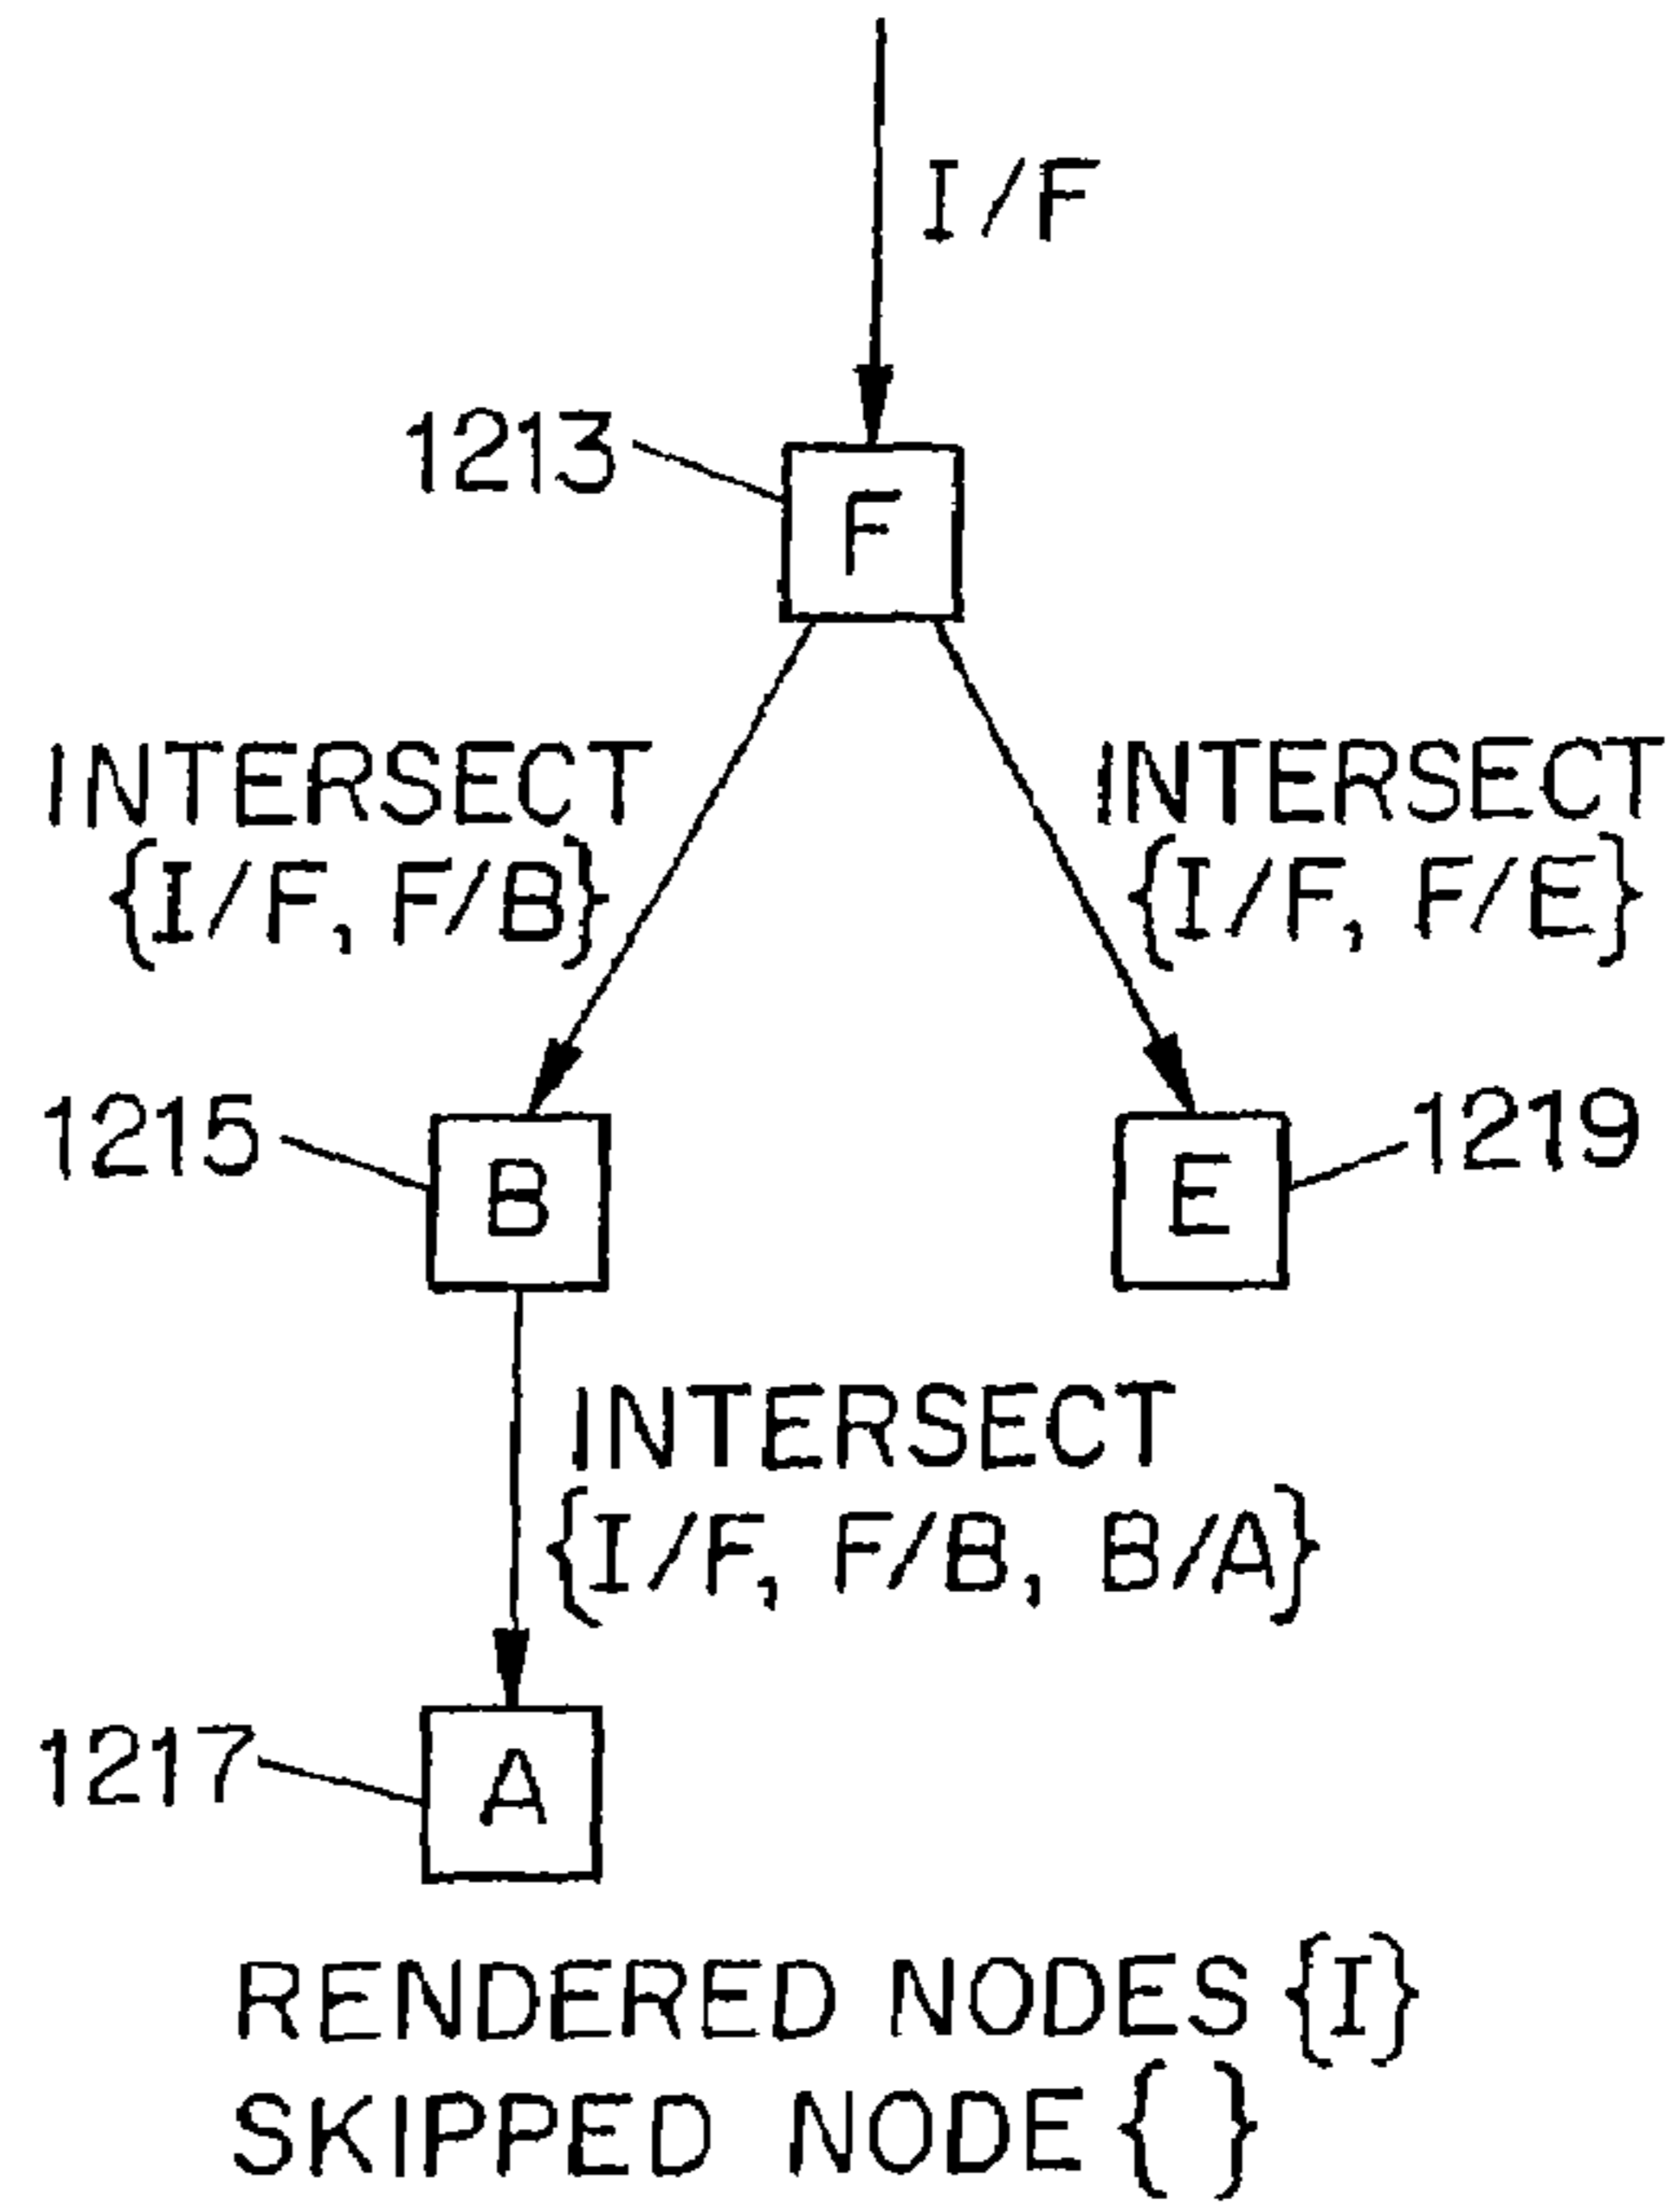 I/F
1213
F
INTERSECT
{I/F, F/B}
INTERSECT
{I/F, F/E}
1215
B
E
1219
INTERSECT
{I/F, F/B, B/A}
1217
A
RENDERED NODES {I}
SKIPPED NODE { }